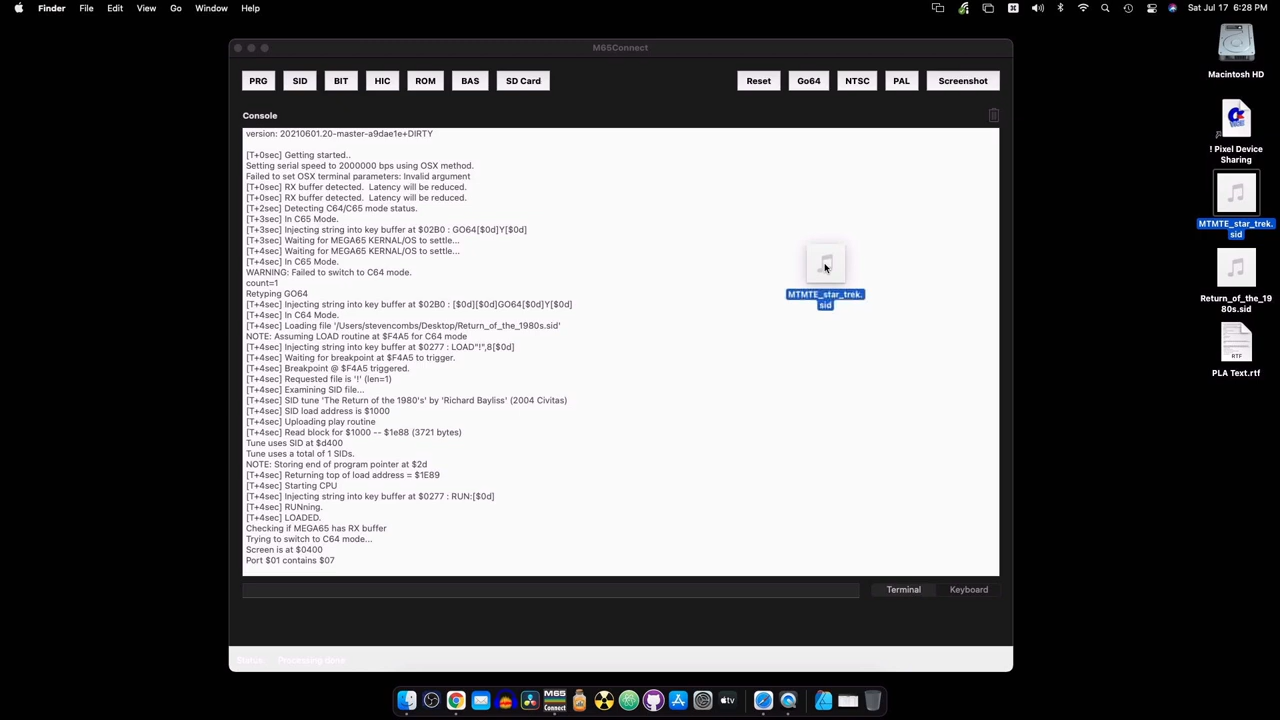 Finder File Edit View Go Window Help Sat Jul 17 6:28 PM
M65Connect
PRG SID BIT HIC ROM BAS SD Card Reset Go64 NTSC PAL Screenshot
Console
version: 20210601.20-master-a9dae1e+DIRTY
[T+0sec] Getting started..
Setting serial speed to 2000000 bps using OSX method.
Failed to set OSX terminal parameters: Invalid argument
[T+0sec] RX buffer detected.  Latency will be reduced.
[T+0sec] RX buffer detected.  Latency will be reduced.
[T+2sec] Detecting C64/C65 mode status.
[T+3sec] In C65 Mode.
[T+3sec] Injecting string into key buffer at $02B0 : GO64[$0d]Y[$0d]
[T+3sec] Waiting for MEGA65 KERNAL/OS to settle...
[T+4sec] Waiting for MEGA65 KERNAL/OS to settle...
[T+4sec] In C65 Mode.
WARNING: Failed to switch to C64 mode.
count=1
Retyping GO64
[T+4sec] Injecting string into key buffer at $02B0 : [$0d][$0d]GO64[$0d]Y[$0d]
[T+4sec] In C64 Mode.
[T+4sec] Loading file '/Users/stevencombs/Desktop/Return_of_the_1980s.sid'
NOTE: Assuming LOAD routine at $F4A5 for C64 mode
[T+4sec] Injecting string into key buffer at $0277 : LOAD"!",8[$0d]
[T+4sec] Waiting for breakpoint at $F4A5 to trigger.
[T+4sec] Breakpoint @ $F4A5 triggered.
[T+4sec] Requested file is '!' (len=1)
[T+4sec] Examining SID file...
[T+4sec] SID tune 'The Return of the 1980's' by 'Richard Bayliss' (2004 Civitas)
[T+4sec] SID load address is $1000
[T+4sec] Uploading play routine
[T+4sec] Read block for $1000 -- $1e88 (3721 bytes)
Tune uses SID at $d400
Tune uses a total of 1 SIDs.
NOTE: Storing end of program pointer at $2d
[T+4sec] Returning top of load address = $1E89
[T+4sec] Starting CPU
[T+4sec] Injecting string into key buffer at $0277 : RUN:[$0d]
[T+4sec] RUNning.
[T+4sec] LOADED.
Checking if MEGA65 has RX buffer
Trying to switch to C64 mode...
Screen is at $0400
Port $01 contains $07
Terminal Keyboard
Status: Processing done
MTMTE_star_trek.
sid
Macintosh HD
! Pixel Device
Sharing
MTMTE_star_trek.
sid
Return_of_the_19
80s.sid
RTF
PLA Text.rtf
M65
Connect
tv